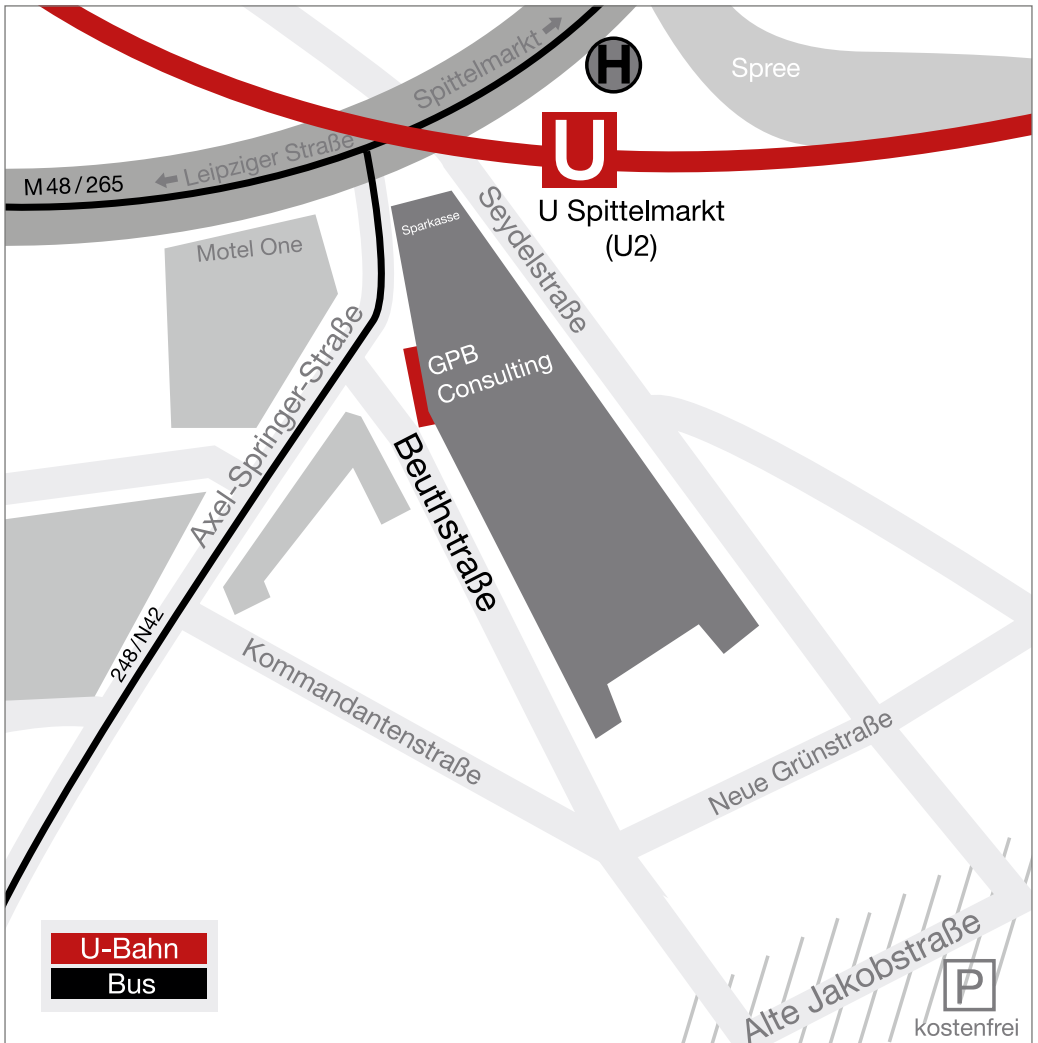 Spittelmarkt
H
Spree
Leipziger Straße
M48/265
U
U Spittelmarkt
(U2)
Sparkasse
Seydelstraße
Motel One
GPB
Consulting
Axel-Springer-Straße
Beuthstraße
248/N42
Kommandantenstraße
Neue Grünstraße
U-Bahn
Bus
Alte Jakobstraße
P
kostenfrei